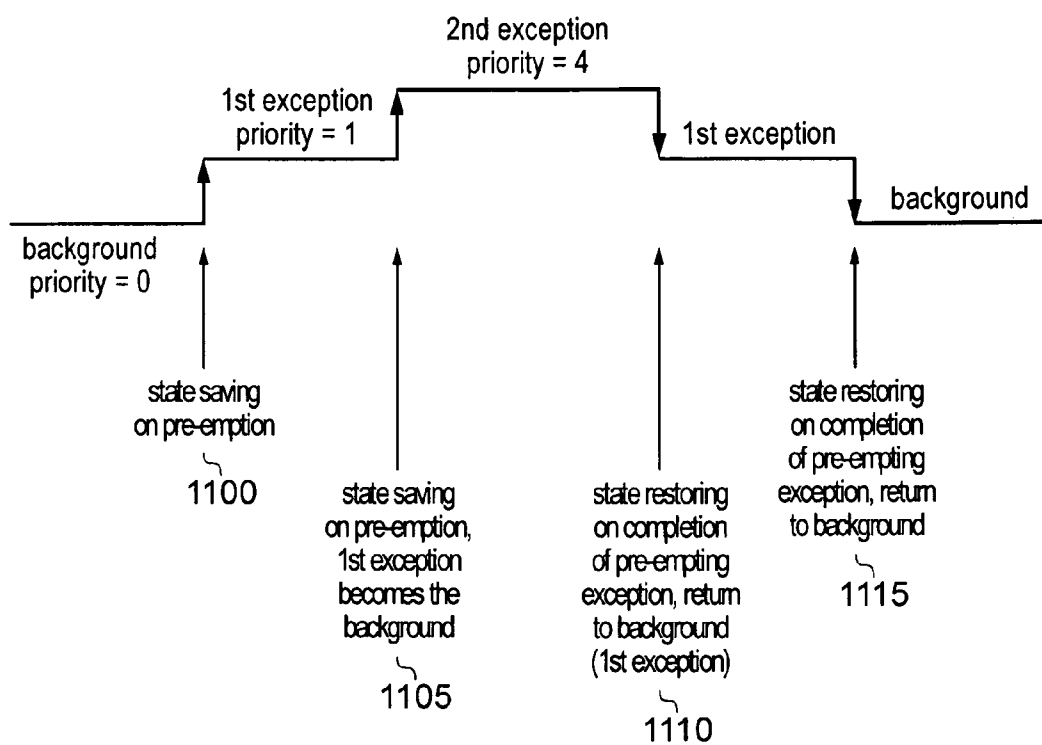 2nd exception
priority = 4
1st exception
priority = 1
1st exception
background
background
priority = 0
state saving
on pre-emption
1100
state saving
on pre-emption,
1st exception
becomes the
background
1105
state restoring
on completion
of pre-empting
exception, return
to background
(1st exception)
1110
state restoring
on completion
of pre-empting
exception, return
to background
1115